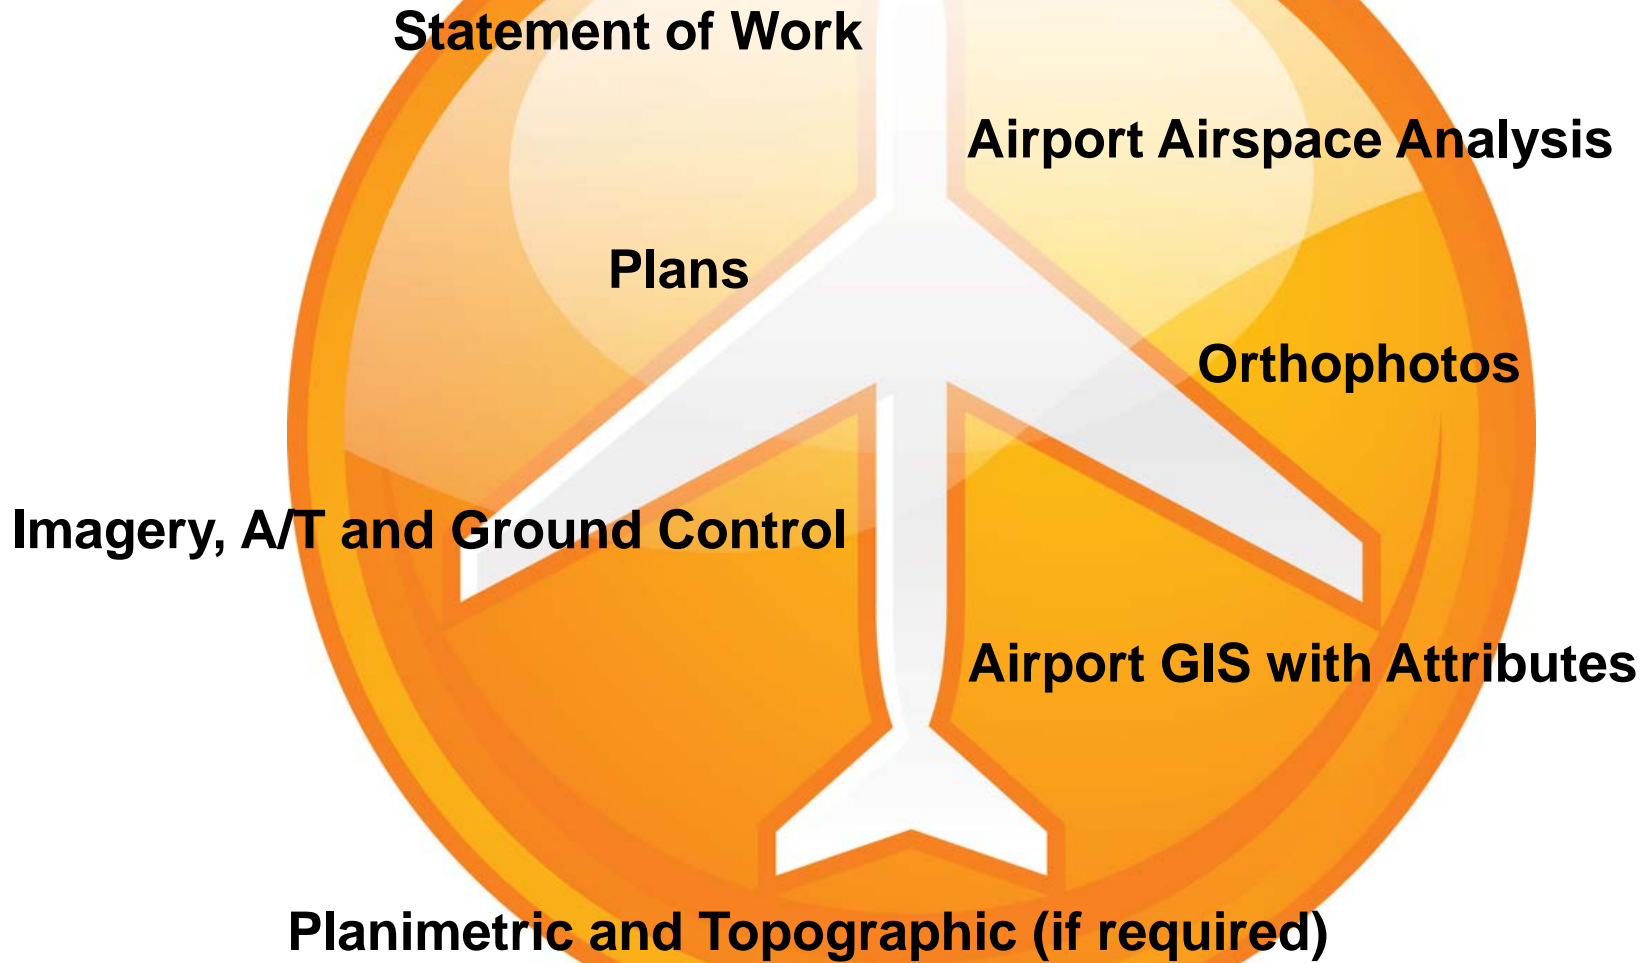 Statement of Work
Airport Airspace Analysis
Plans
Orthophotos
Imagery, A/T and Ground Control
Airport GIS with Attributes
Planimetric and Topographic (if required)